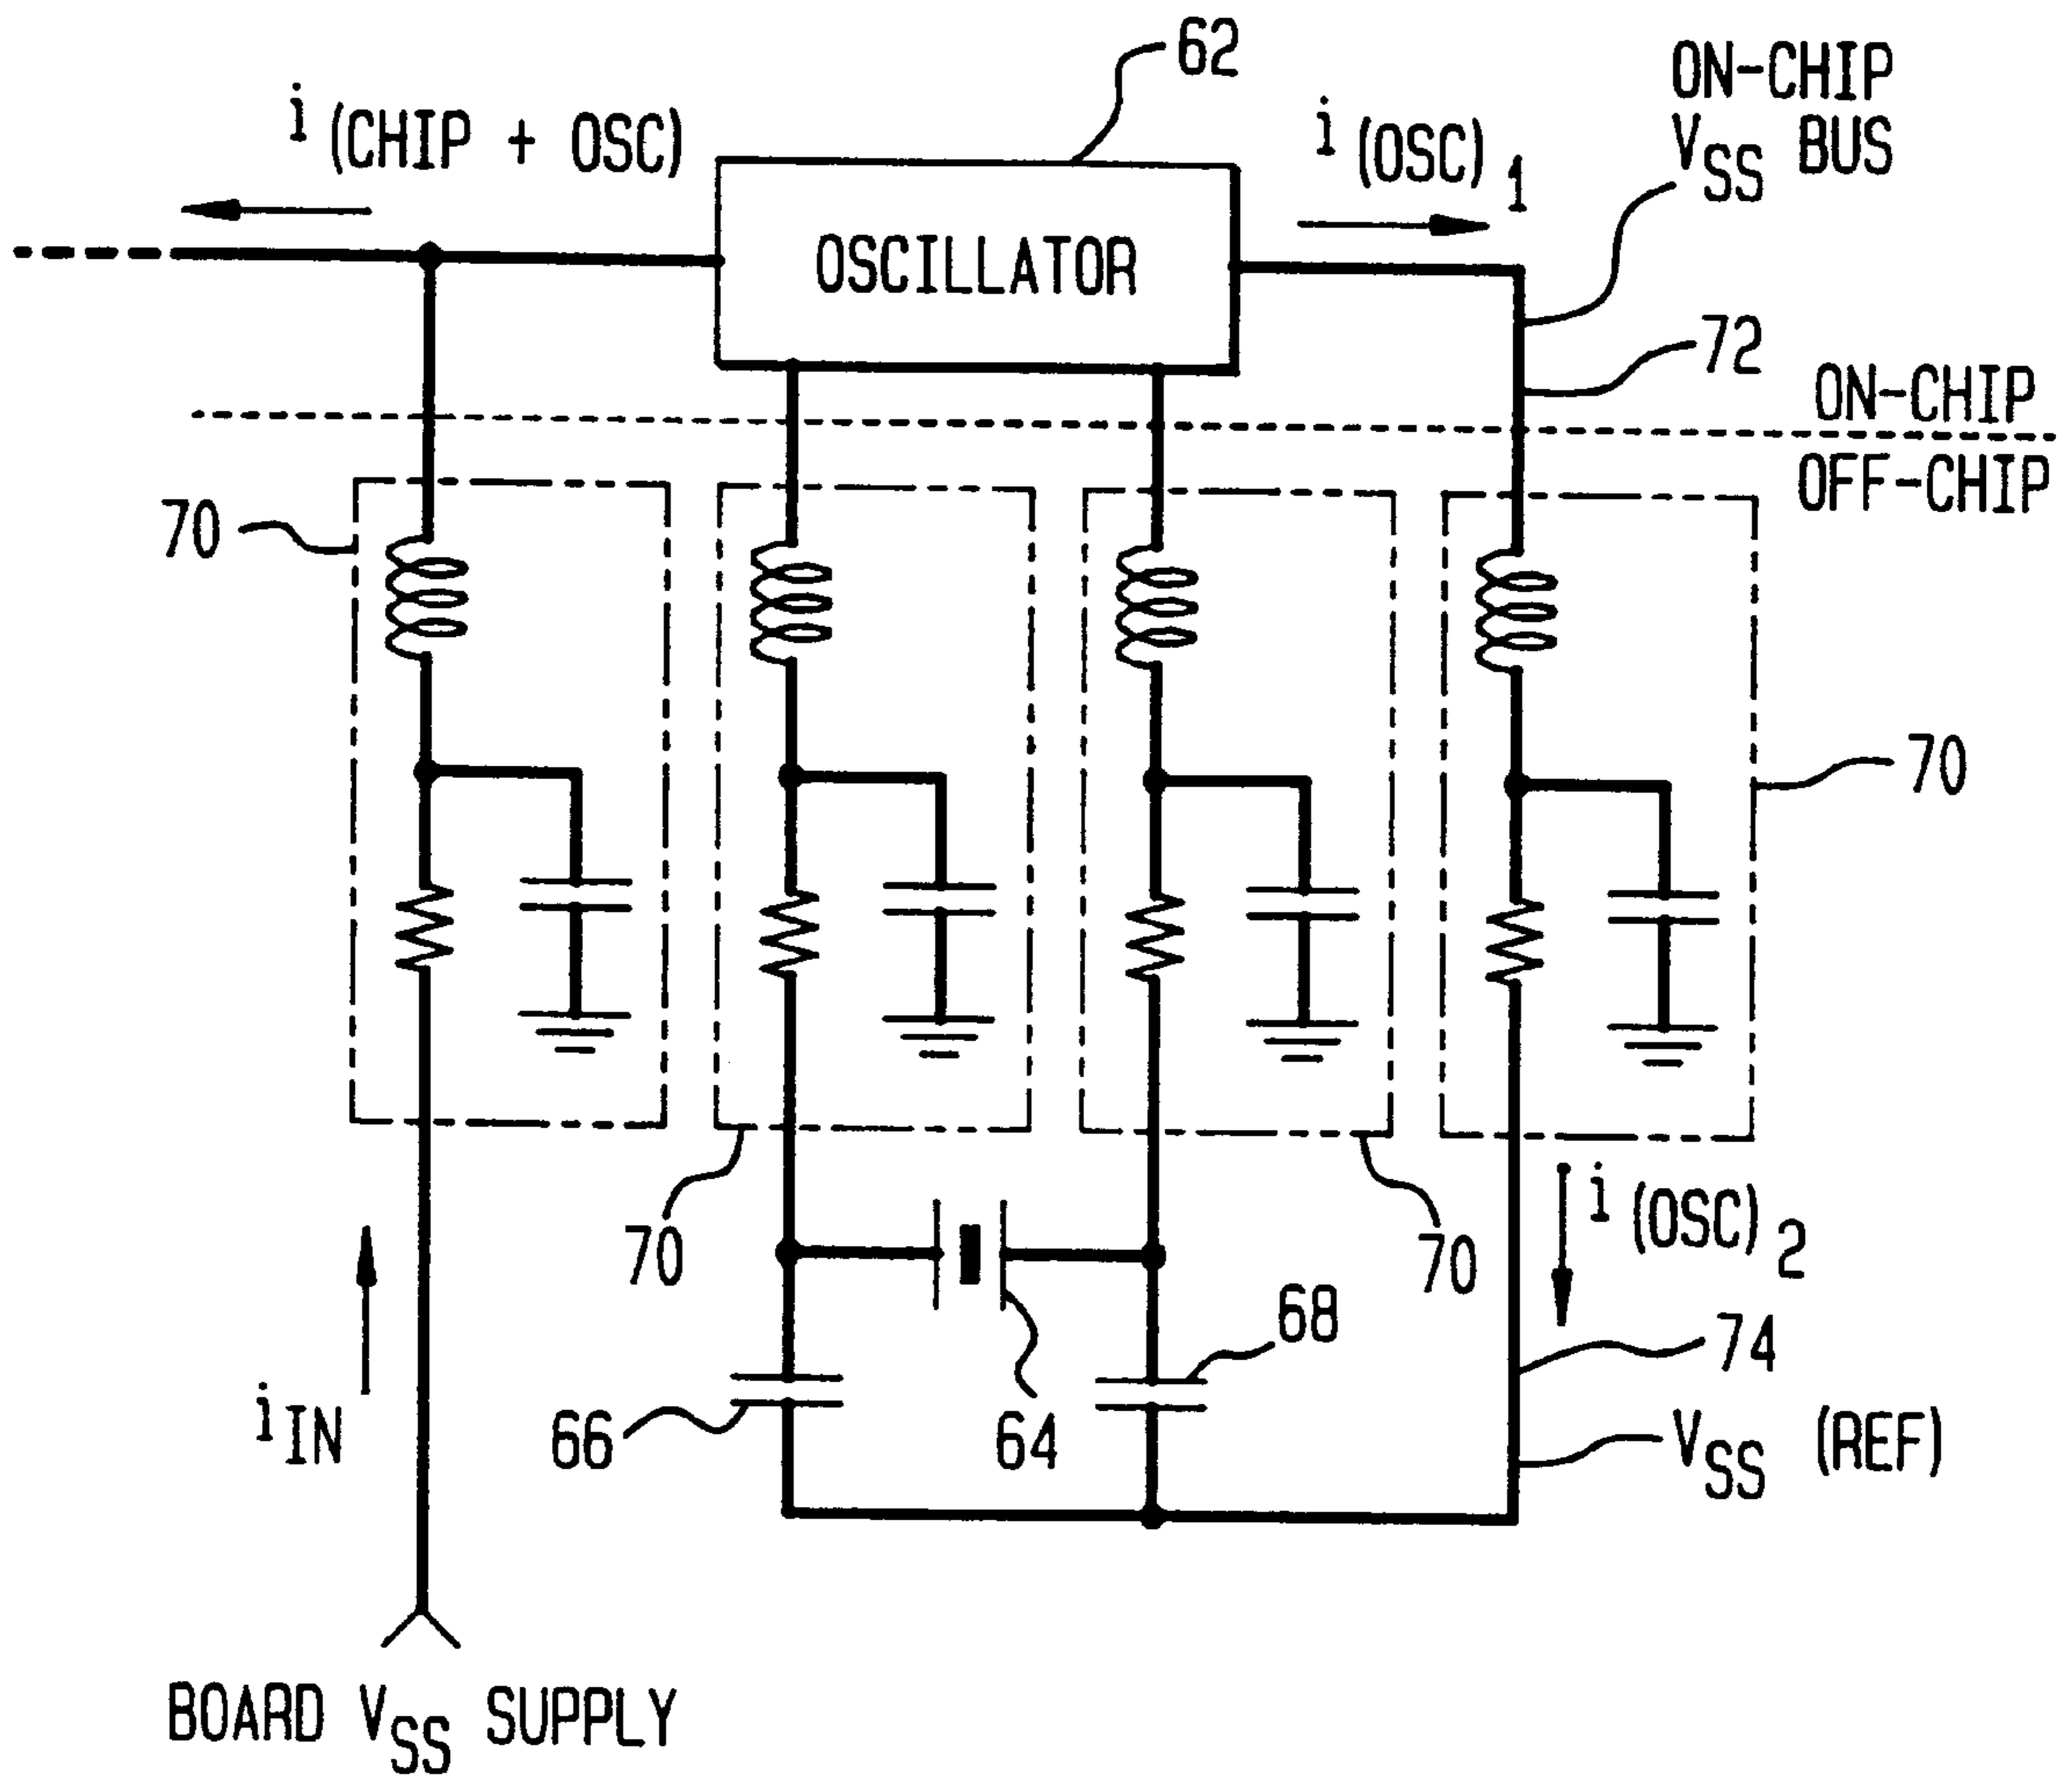 62
i (CHIP + OSC)
i (OSC) 1
ON-CHIP
VSS BUS
OSCILLATOR
72
ON-CHIP
OFF-CHIP
70
70
70
70
i (OSC) 2
68
74
i IN
66
64
VSS (REF)
BOARD VSS SUPPLY